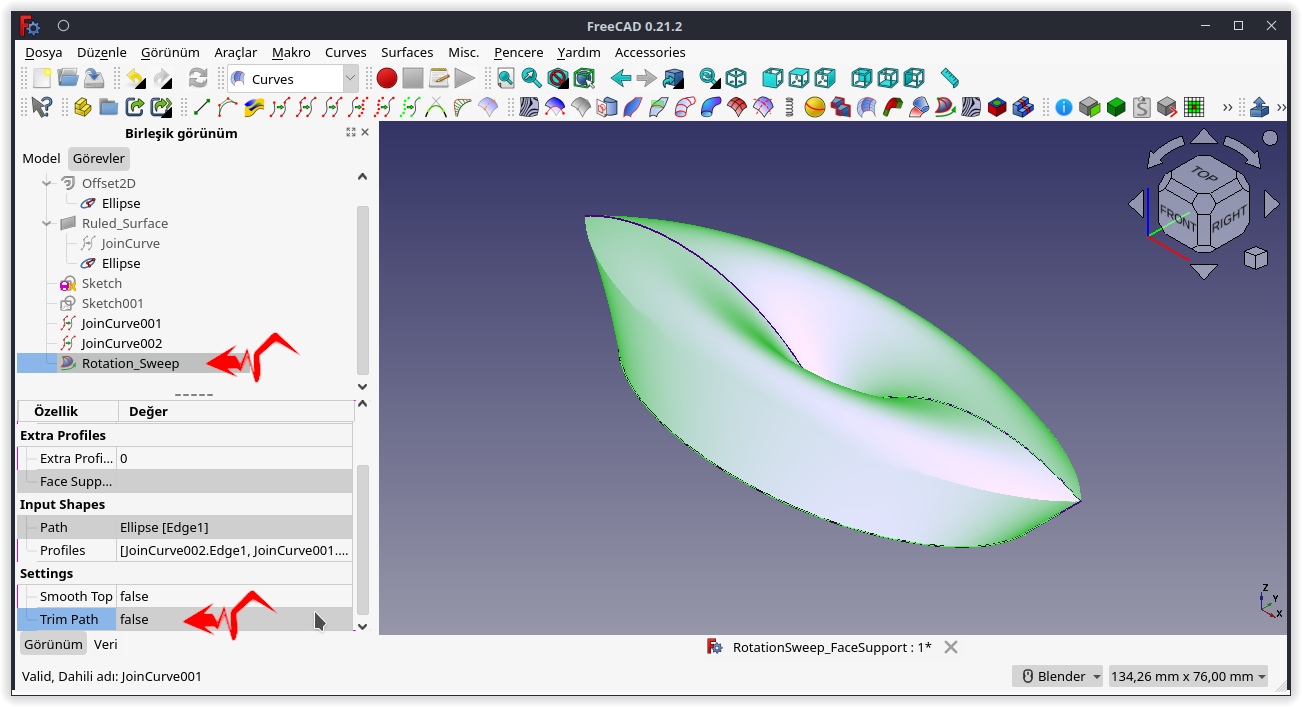 FreeCAD 0.21.2
Dosya Düzenle Görünüm Araçlar Makro Curves Surfaces Misc. Pencere Yardım Accessories
Curves
Birleşik görünüm
Model Görevler
Offset2D
Ellipse
Ruled_Surface
JoinCurve
Ellipse
Sketch
Sketch001
JoinCurve001
JoinCurve002
Rotation_Sweep
Özellik Değer
Extra Profiles
Extra Profi... 0
Face Supp...
Input Shapes
Path Ellipse [Edge1]
Profiles [JoinCurve002.Edge1, JoinCurve001....
Settings
Smooth Top false
Trim Path false
Görünüm Veri
TOP
FRONT RIGHT
Z
Y
X
RotationSweep_FaceSupport : 1*
Valid, Dahili adı: JoinCurve001
Blender 134,26 mm x 76,00 mm